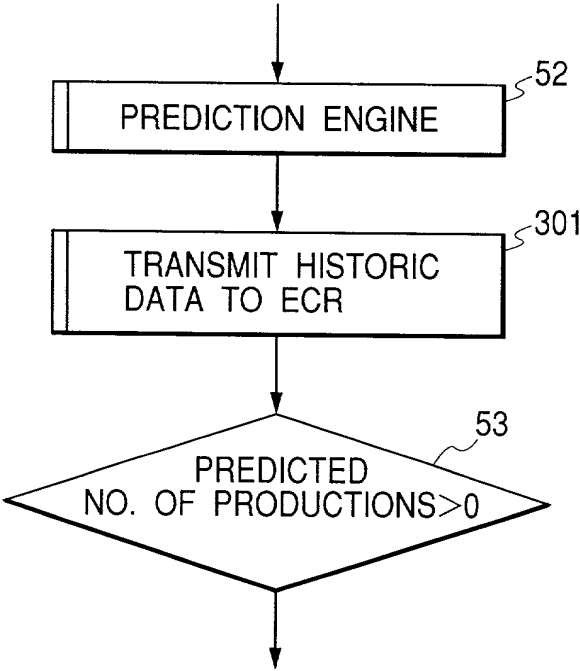 52
PREDICTION ENGINE
301
TRANSMIT HISTORIC
DATA TO ECR
53
PREDICTED
NO. OF PRODUCTIONS>0